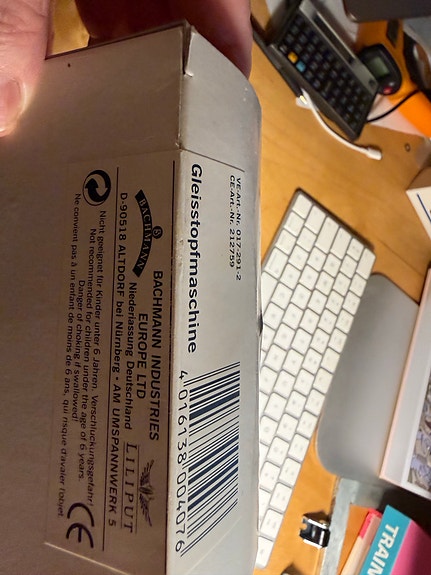 VE-Art.-Nr. 017-291-2
CE-Art.-Nr. 212759
Gleisstopfmaschine
4 016138 004076
BACHMANN
BACHMANN INDUSTRIES
EUROPE LTD
Niederlassung Deutschland
LILIPUT
D-90518 ALTDORF bei Nürnberg • AM UMSPANNWERK 5
Nicht geeignet für Kinder unter 6 Jahren. Verschluckungsgefahr!
Not recommended for children under the age of 6 years.
Danger of choking if swallowed!
Ne convient pas à un enfant de moins de 6 ans, qui risque d'avaler l'objet!
CE
TRAIN